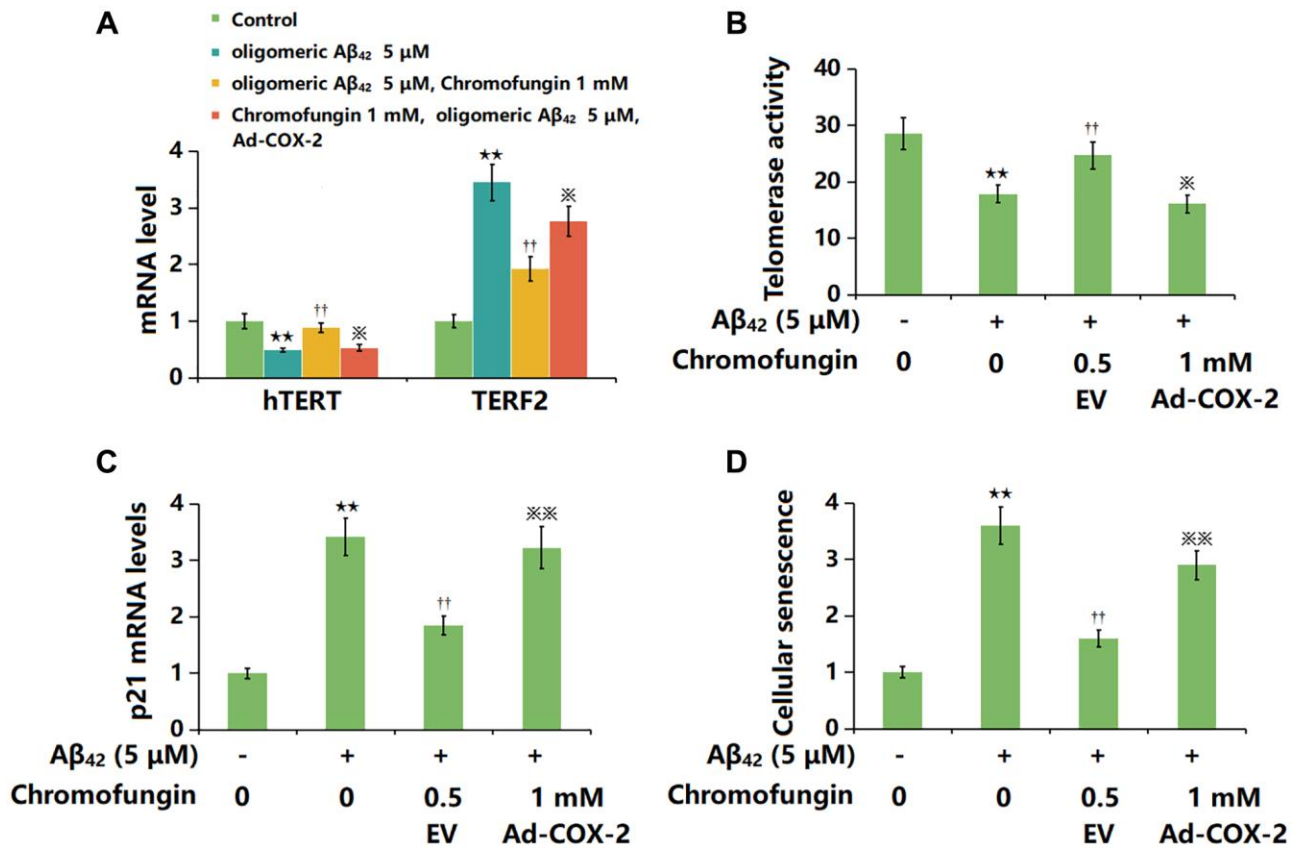 A
Control
oligomeric Aβ₄₂ 5 μM
oligomeric Aβ₄₂ 5 μM, Chromofungin 1 mM
Chromofungin 1 mM, oligomeric Aβ₄₂ 5 μM,
Ad-COX-2
mRNA level
4
3
2
1
0
★★
††
※
★★
††
※
hTERT TERF2
B
Telomerase activity
40
30
20
10
0
★★
††
※
Aβ₄₂ (5 μM) - + + +
Chromofungin 0 0 0.5 1 mM
EV Ad-COX-2
C
p21 mRNA levels
4
3
2
1
0
★★
††
※※
Aβ₄₂ (5 μM) - + + +
Chromofungin 0 0 0.5 1 mM
EV Ad-COX-2
D
Cellular senescence
4
3
2
1
0
★★
††
※※
Aβ₄₂ (5 μM) - + + +
Chromofungin 0 0 0.5 1 mM
EV Ad-COX-2